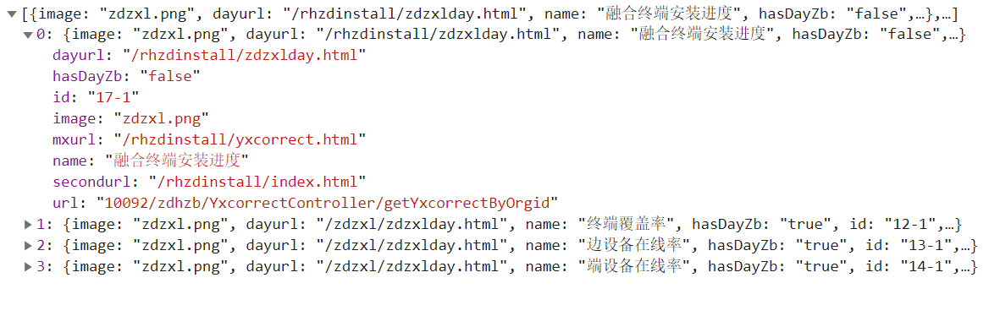 [{image: "zdzxl.png", dayurl: "/rhzdinstall/zdzxlday.html", name: "融合终端安装进度", hasDayZb: "false",…},…]
0: {image: "zdzxl.png", dayurl: "/rhzdinstall/zdzxlday.html", name: "融合终端安装进度", hasDayZb: "false",…}
dayurl: "/rhzdinstall/zdzxlday.html"
hasDayZb: "false"
id: "17-1"
image: "zdzxl.png"
mxurl: "/rhzdinstall/yxcorrect.html"
name: "融合终端安装进度"
secondurl: "/rhzdinstall/index.html"
url: "10092/zdhzb/YxcorrectController/getYxcorrectByOrgid"
1: {image: "zdzxl.png", dayurl: "/zdzxl/zdzxlday.html", name: "终端覆盖率", hasDayZb: "true", id: "12-1",…}
2: {image: "zdzxl.png", dayurl: "/zdzxl/zdzxlday.html", name: "边设备在线率", hasDayZb: "true", id: "13-1",…}
3: {image: "zdzxl.png", dayurl: "/zdzxl/zdzxlday.html", name: "端设备在线率", hasDayZb: "true", id: "14-1",…}